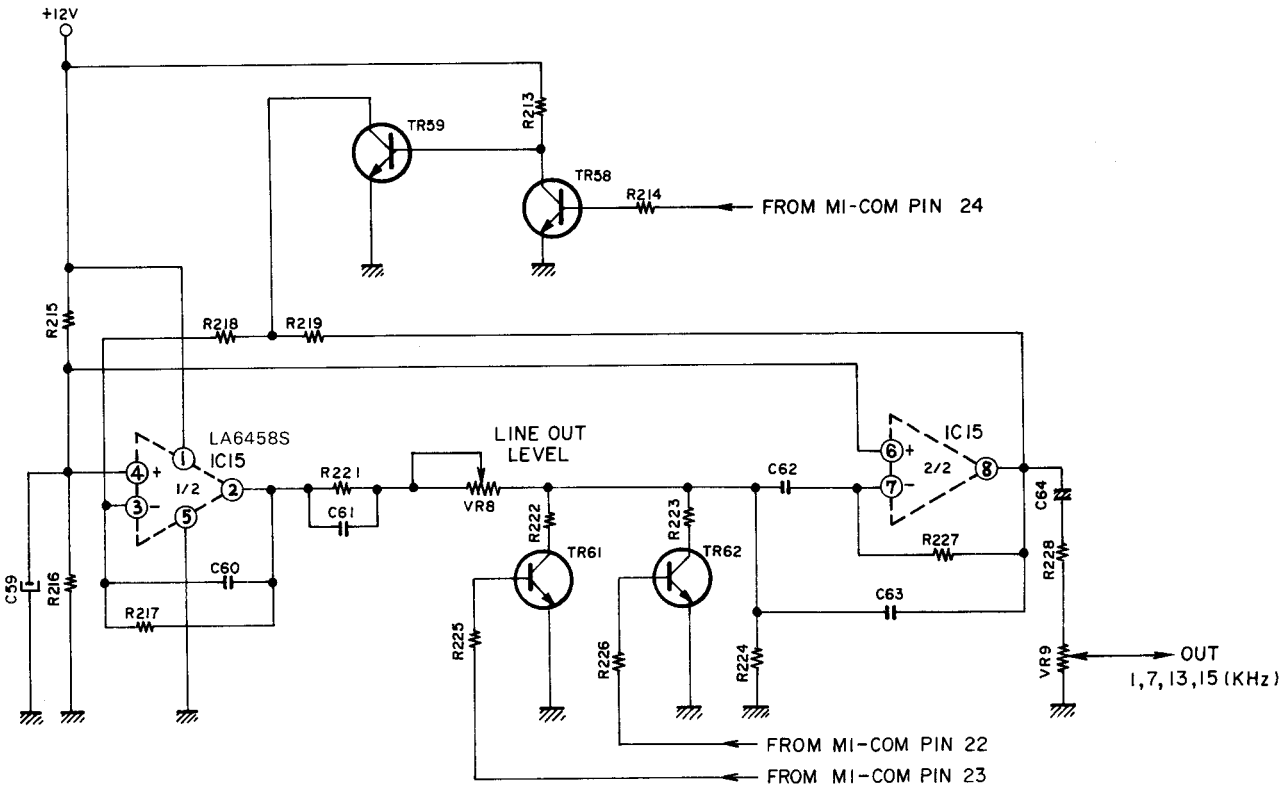 +12V
R213
TR59
TR58
R214
FROM MI-COM PIN 24
R215
R218
R219
LA6458S
IC15
1
4
+
1/2
2
3
-
5
LINE OUT
LEVEL
R221
C61
VR8
C62
IC15
6
+
2/2
8
7
-
C64
R222
R223
TR61
TR62
R227
R228
C59
R216
C60
R217
C63
R225
R226
R224
VR9
OUT
1,7,13,15(KHz)
FROM MI-COM PIN 22
FROM MI-COM PIN 23